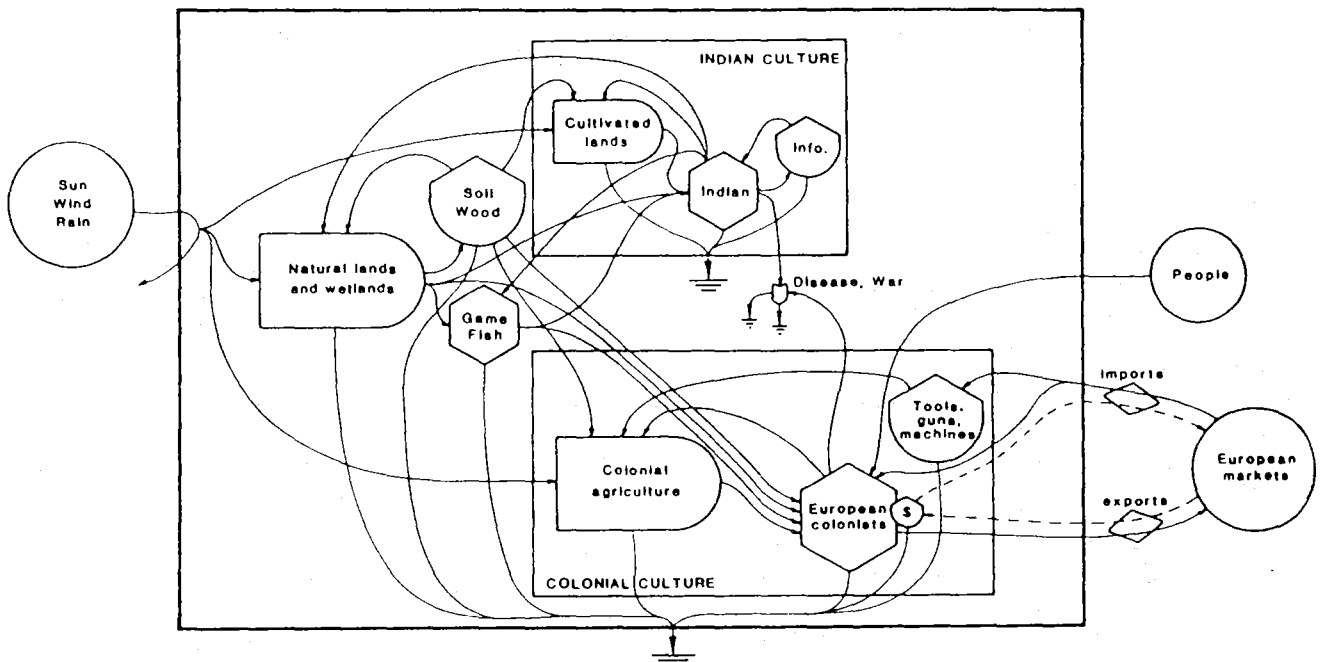 INDIAN CULTURE
Cultivated
lands
Info.
Sun
Wind
Rain
Soil
Wood
Indian
Natural lands
and wetlands
Disease, War
People
Game
Fish
imports
Tools,
guns,
machines
European
markets
Colonial
agriculture
European
colonists
$
exports
COLONIAL CULTURE